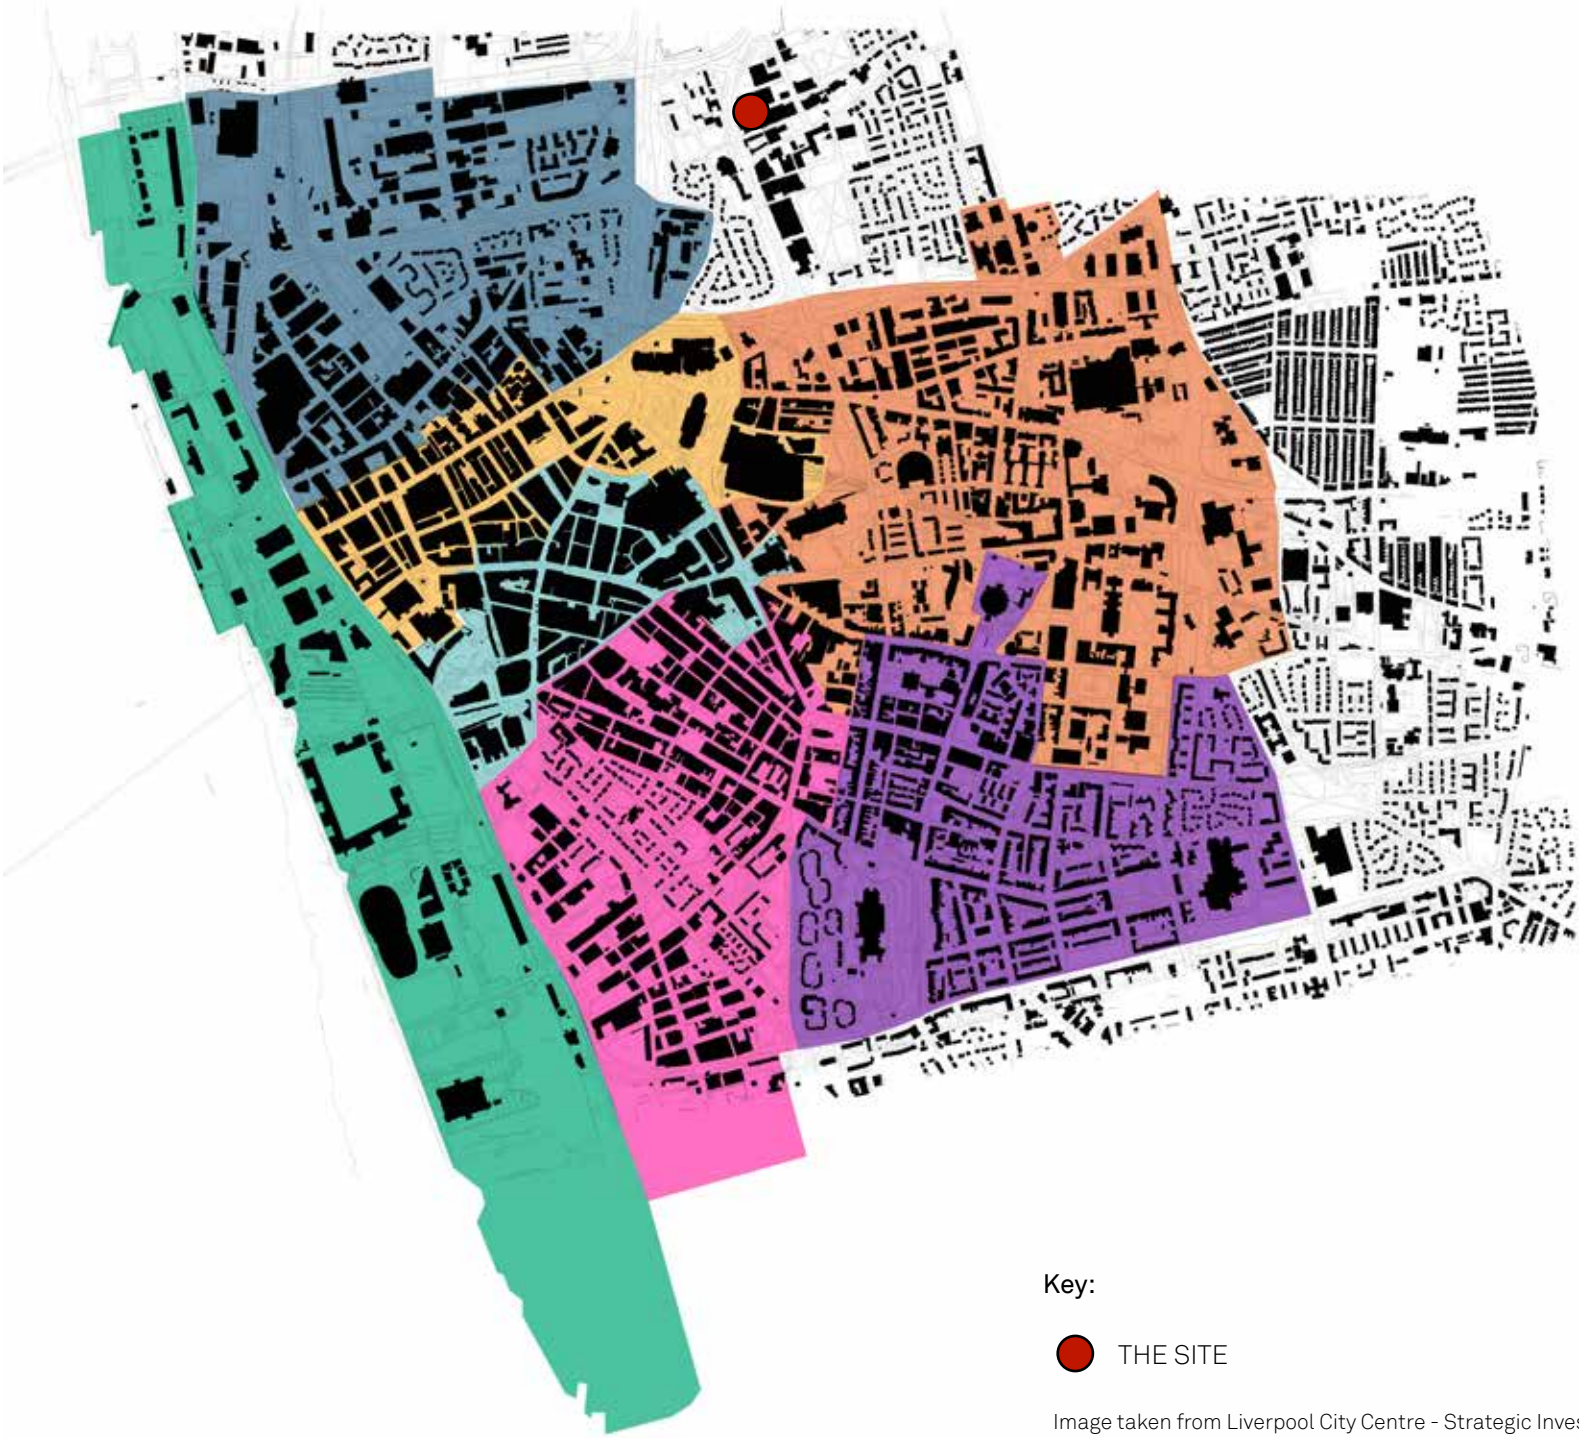 Key:
THE SITE
Image taken from Liverpool City Centre - Strategic Inves